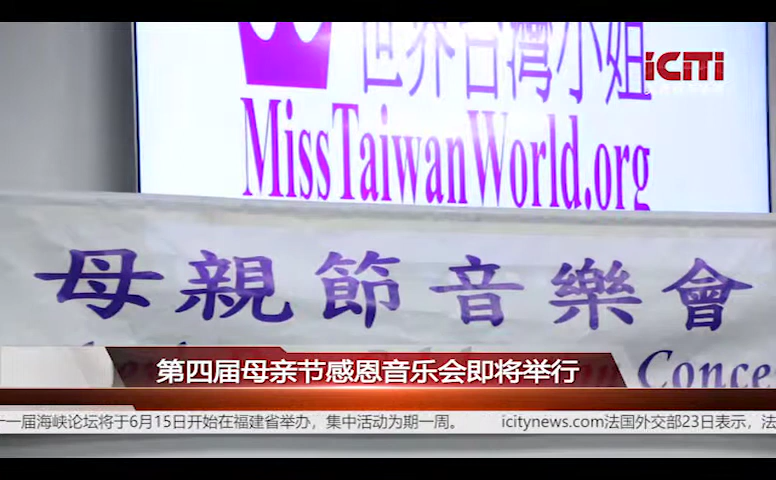 世界台灣小姐
iCiTi
MissTaiwanWorld.org
母親節音樂會
Conce
第四届母亲节感恩音乐会即将举行
一届海峡论坛将于6月15日开始在福建省举办，集中活动为期一周。 icitynews.com法国外交部23日表示，法